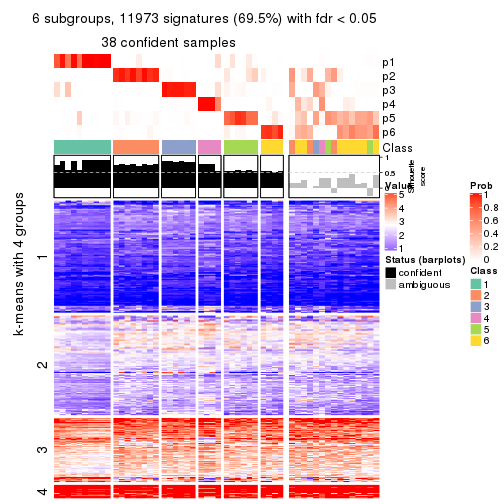 6 subgroups, 11973 signatures (69.5%) with fdr < 0.05
38 confident samples
p1
p2
p3
p4
p5
p6
Class
1
0.5
0
Silhouette
score
k-means with 4 groups
1
2
3
4
Value
5
4
3
2
1
Status (barplots)
confident
ambiguous
Prob
1
0.8
0.6
0.4
0.2
0
Class
1
2
3
4
5
6